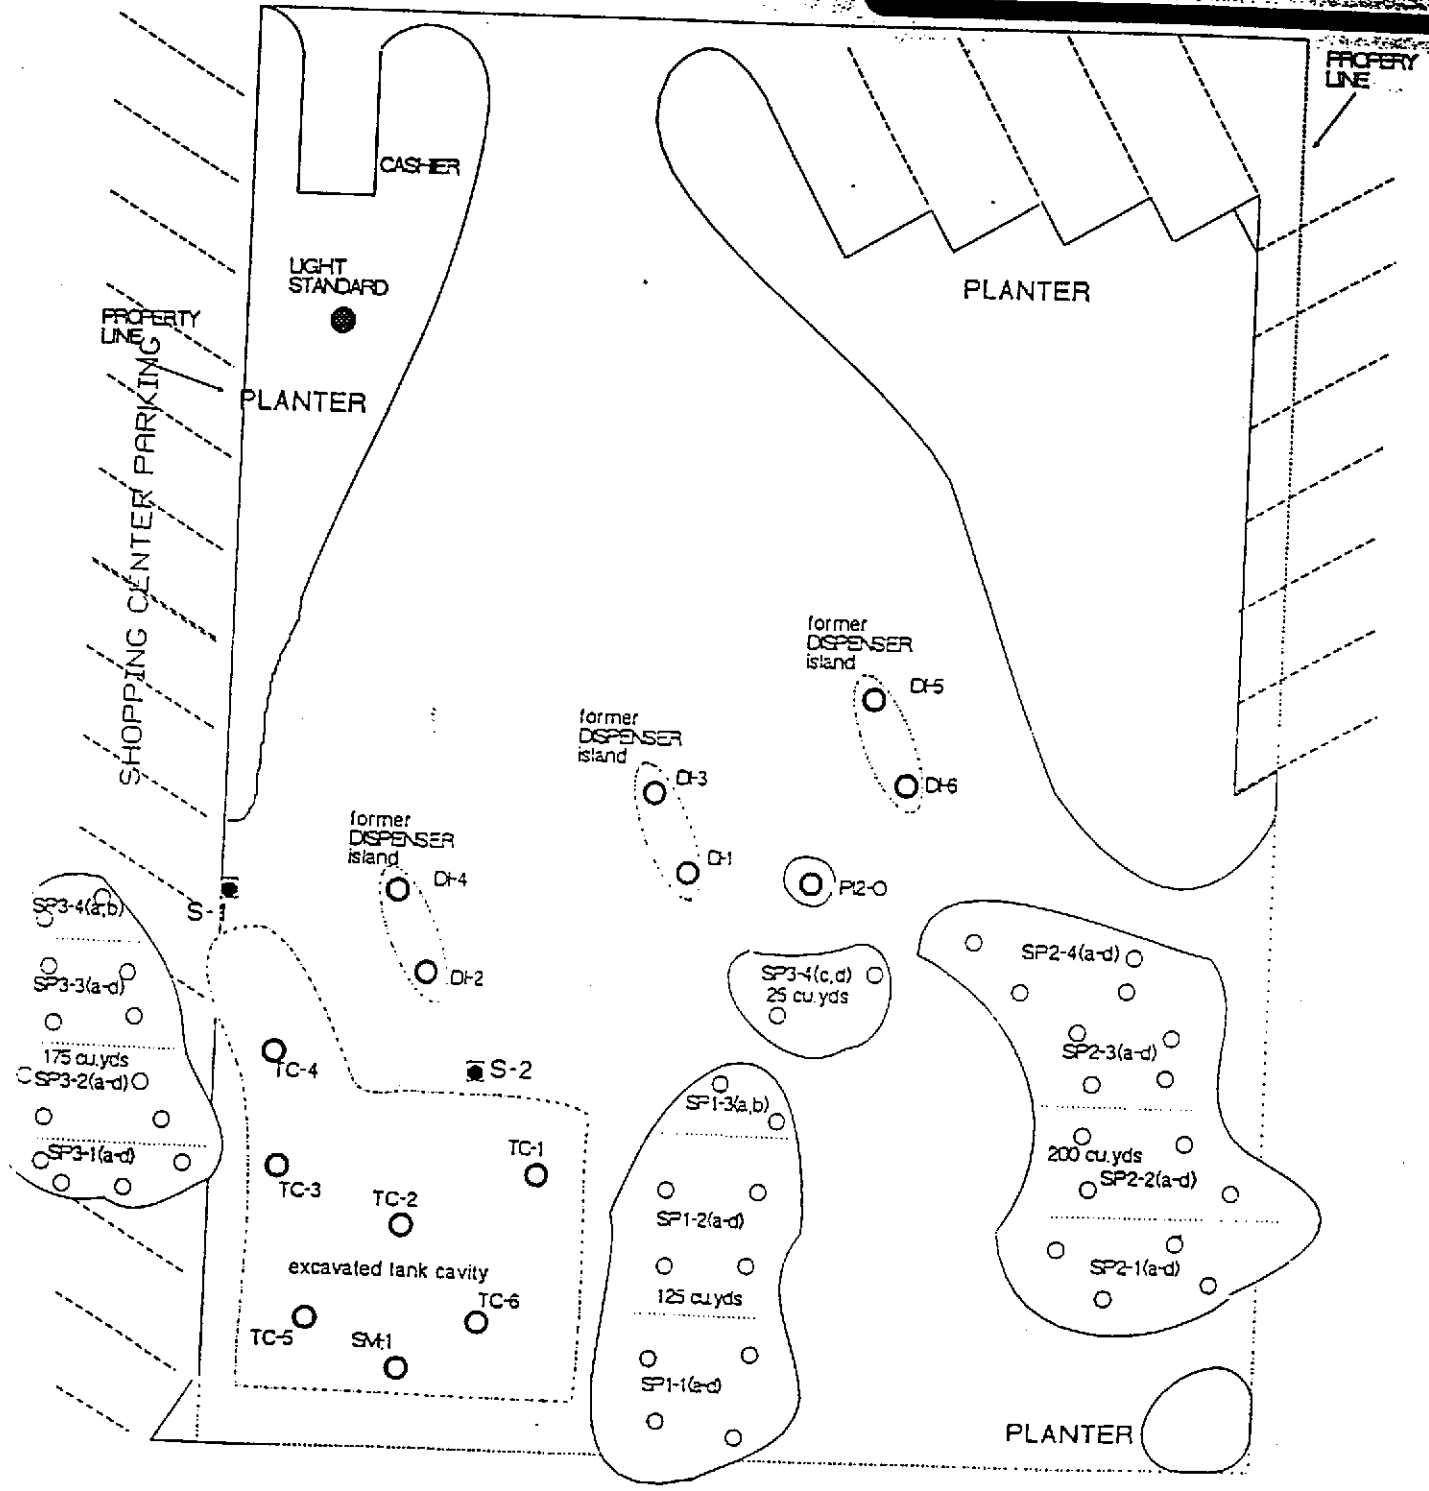 PROPERY
LINE
CASHIER
LIGHT
STANDARD
PLANTER
PROPERTY
LINE
PLANTER
SHOPPING CENTER PARKING
former
DISPENSER
island
DI-5
DI-6
former
DISPENSER
island
DI-3
DI-1
former
DISPENSER
island
DI-4
DI-2
PI2-O
S-1
SP3-4(a,b)
SP3-3(a-d)
175 cu.yds
SP3-2(a-d)
SP3-1(a-d)
SP3-4(c,d)
25 cu.yds
SP2-4(a-d)
SP2-3(a-d)
200 cu.yds
SP2-2(a-d)
SP2-1(a-d)
TC-4
S-2
TC-1
TC-3
TC-2
excavated tank cavity
TC-6
TC-5
SM-1
SP1-3(a,b)
SP1-2(a-d)
125 cu.yds
SP1-1(a-d)
PLANTER